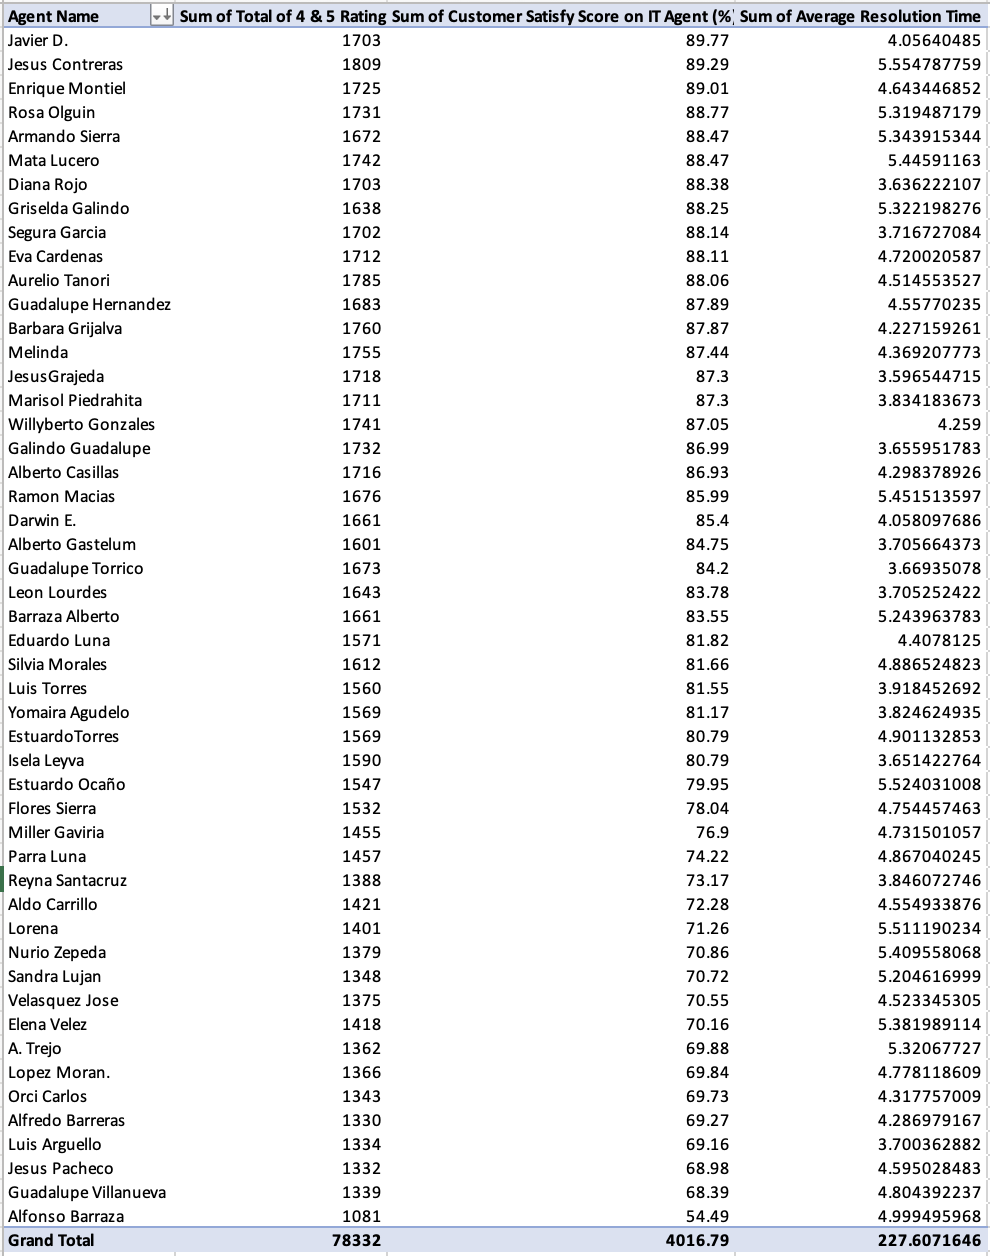 Agent Name Sum of Total of 4 & 5 Rating Sum of Customer Satisfy Score on IT Agent (%) Sum of Average Resolution Time
Javier D. 1703 89.77 4.05640485
Jesus Contreras 1809 89.29 5.554787759
Enrique Montiel 1725 89.01 4.643446852
Rosa Olguin 1731 88.77 5.319487179
Armando Sierra 1672 88.47 5.343915344
Mata Lucero 1742 88.47 5.44591163
Diana Rojo 1703 88.38 3.636222107
Griselda Galindo 1638 88.25 5.322198276
Segura Garcia 1702 88.14 3.716727084
Eva Cardenas 1712 88.11 4.720020587
Aurelio Tanori 1785 88.06 4.514553527
Guadalupe Hernandez 1683 87.89 4.55770235
Barbara Grijalva 1760 87.87 4.227159261
Melinda 1755 87.44 4.369207773
JesusGrajeda 1718 87.3 3.596544715
Marisol Piedrahita 1711 87.3 3.834183673
Willyberto Gonzales 1741 87.05 4.259
Galindo Guadalupe 1732 86.99 3.655951783
Alberto Casillas 1716 86.93 4.298378926
Ramon Macias 1676 85.99 5.451513597
Darwin E. 1661 85.4 4.058097686
Alberto Gastelum 1601 84.75 3.705664373
Guadalupe Torrico 1673 84.2 3.66935078
Leon Lourdes 1643 83.78 3.705252422
Barraza Alberto 1661 83.55 5.243963783
Eduardo Luna 1571 81.82 4.4078125
Silvia Morales 1612 81.66 4.886524823
Luis Torres 1560 81.55 3.918452692
Yomaira Agudelo 1569 81.17 3.824624935
EstuardoTorres 1569 80.79 4.901132853
Isela Leyva 1590 80.79 3.651422764
Estuardo Ocaño 1547 79.95 5.524031008
Flores Sierra 1532 78.04 4.754457463
Miller Gaviria 1455 76.9 4.731501057
Parra Luna 1457 74.22 4.867040245
Reyna Santacruz 1388 73.17 3.846072746
Aldo Carrillo 1421 72.28 4.554933876
Lorena 1401 71.26 5.511190234
Nurio Zepeda 1379 70.86 5.409558068
Sandra Lujan 1348 70.72 5.204616999
Velasquez Jose 1375 70.55 4.523345305
Elena Velez 1418 70.16 5.381989114
A. Trejo 1362 69.88 5.32067727
Lopez Moran. 1366 69.84 4.778118609
Orci Carlos 1343 69.73 4.317757009
Alfredo Barreras 1330 69.27 4.286979167
Luis Arguello 1334 69.16 3.700362882
Jesus Pacheco 1332 68.98 4.595028483
Guadalupe Villanueva 1339 68.39 4.804392237
Alfonso Barraza 1081 54.49 4.999495968
Grand Total 78332 4016.79 227.6071646